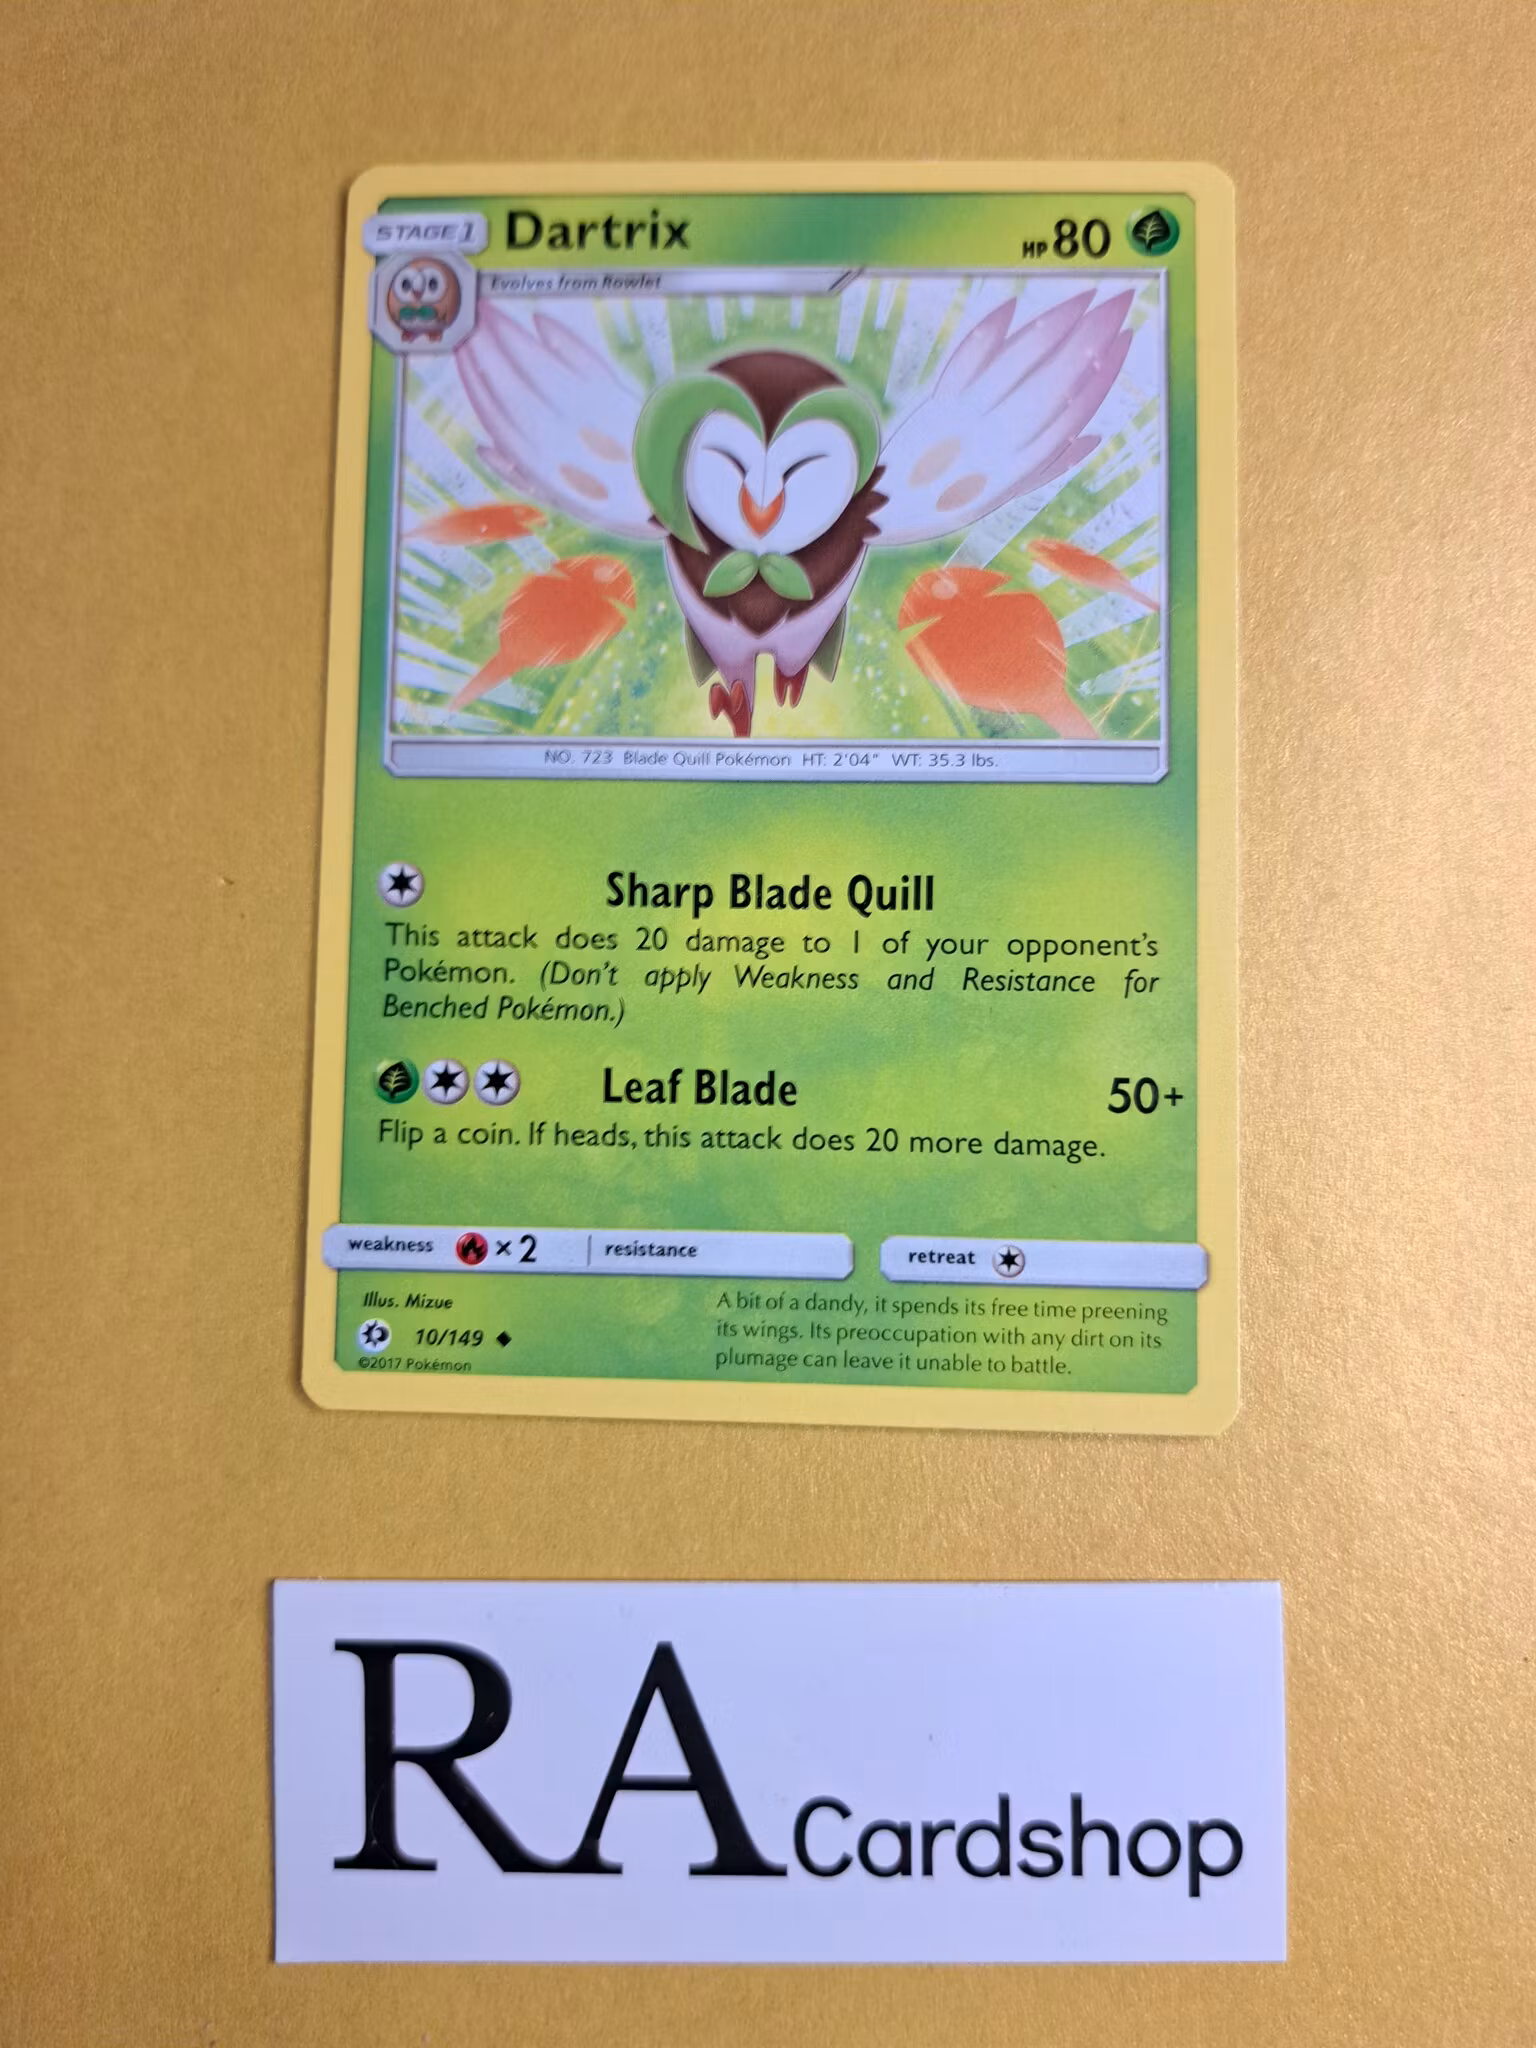 STAGE 1 Dartrix HP 80
Evolves from Rowlet
NO. 723 Blade Quill Pokémon HT: 2'04" WT: 35.3 lbs.
Sharp Blade Quill
This attack does 20 damage to 1 of your opponent's
Pokémon. (Don't apply Weakness and Resistance for
Benched Pokémon.)
Leaf Blade 50+
Flip a coin. If heads, this attack does 20 more damage.
weakness ×2 resistance retreat
Illus. Mizue
10/149
©2017 Pokémon
A bit of a dandy, it spends its free time preening
its wings. Its preoccupation with any dirt on its
plumage can leave it unable to battle.
RA Cardshop